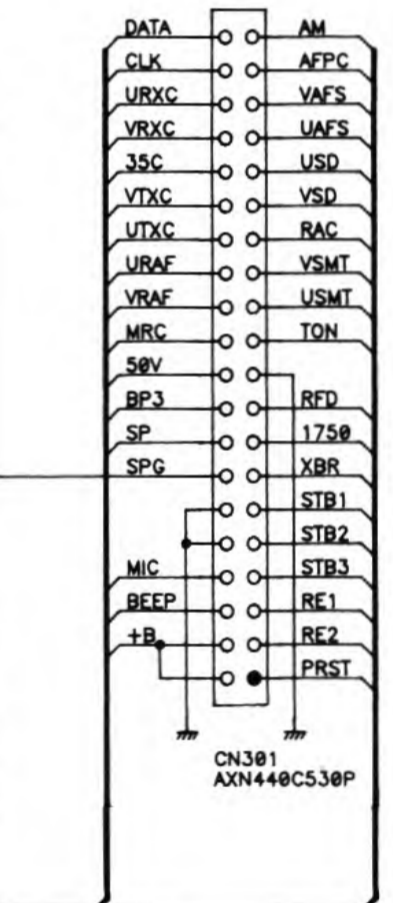 DATA AM
CLK AFPC
URXC VAFS
VRXC UAFS
35C USD
VTXC VSD
UTXC RAC
URAF VSMT
VRAF USMT
MRC TON
50V
BP3 RFD
SP 1750
SPG XBR
STB1
STB2
MIC STB3
BEEP RE1
+B RE2
PRST
CN301
AXN440C530P